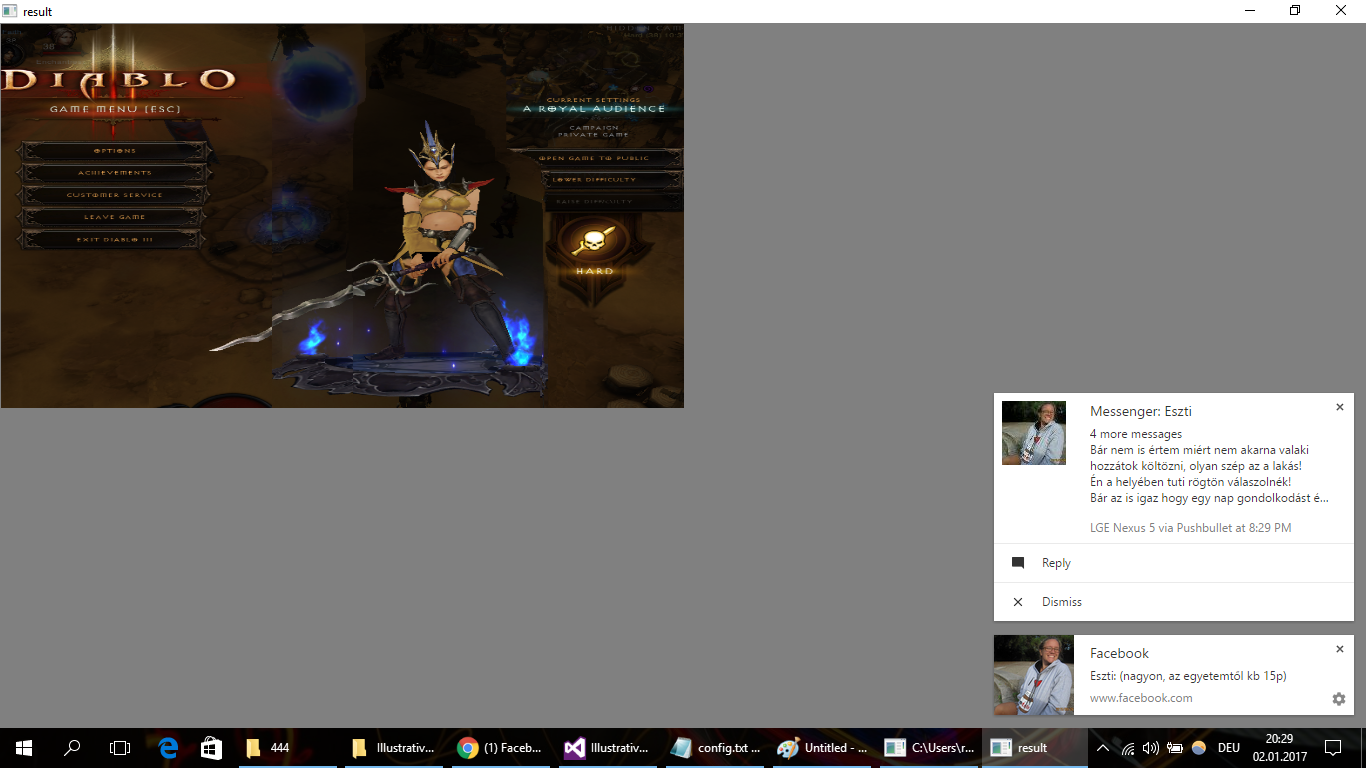 result
DIABLO
III
GAME MENU [ESC]
OPTIONS
ACHIEVEMENTS
CUSTOMER SERVICE
LEAVE GAME
EXIT DIABLO III
CURRENT SETTINGS
A ROYAL AUDIENCE
CAMPAIGN
PRIVATE GAME
OPEN GAME TO PUBLIC
LOWER DIFFICULTY
RAISE DIFFICULTY
HARD
Messenger: Eszti
4 more messages
Bár nem is értem miért nem akarna valaki
hozzátok költözni, olyan szép az a lakás!
Én a helyében tuti rögtön válaszolnék!
Bár az is igaz hogy egy nap gondolkodást é...
LGE Nexus 5 via Pushbullet at 8:29 PM
Reply
Dismiss
Facebook
Eszti: (nagyon, az egyetemtól kb 15p)
www.facebook.com
444
Illustrativ...
(1) Faceb...
Illustrativ...
config.txt ...
Untitled - ...
C:\Users\r...
result
DEU
20:29
02.01.2017